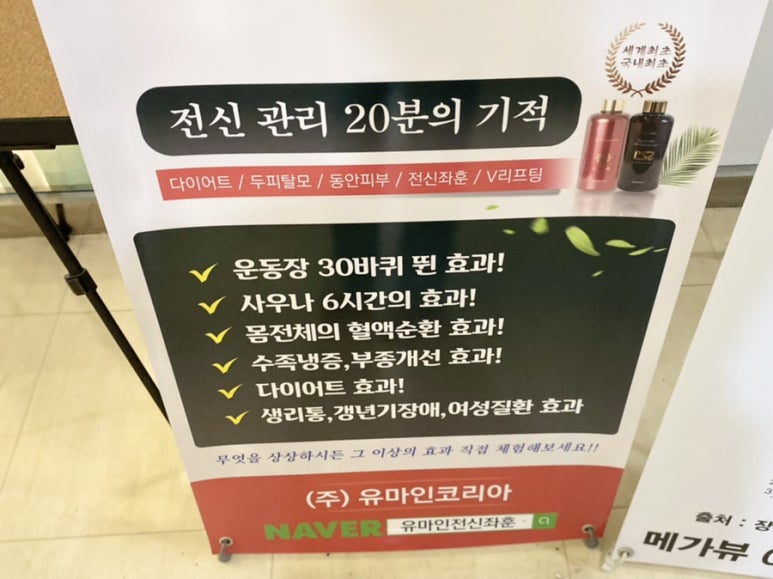 세계최초
국내최초
전신 관리 20분의 기적
다이어트 / 두피탈모 / 동안피부 / 전신좌훈 / V리프팅
운동장 30바퀴 뛴 효과!
사우나 6시간의 효과!
몸전체의 혈액순환 효과!
수족냉증,부종개선 효과!
다이어트 효과!
생리통,갱년기장애,여성질환 효과
무엇을 상상하시든 그 이상의 효과 직접 체험해보세요!!
(주) 유마인코리아
NAVER 유마인전신좌훈
출처 : 장
메가뷰